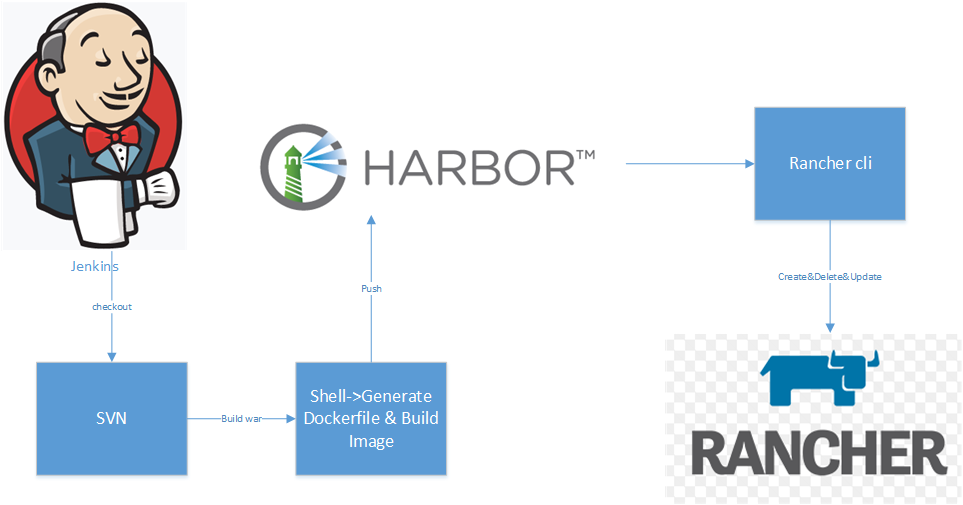 Jenkins
checkout
SVN
Build war
Shell->Generate
Dockerfile & Build
Image
Push
HARBOR™
Rancher cli
Create&Delete&Update
RANCHER